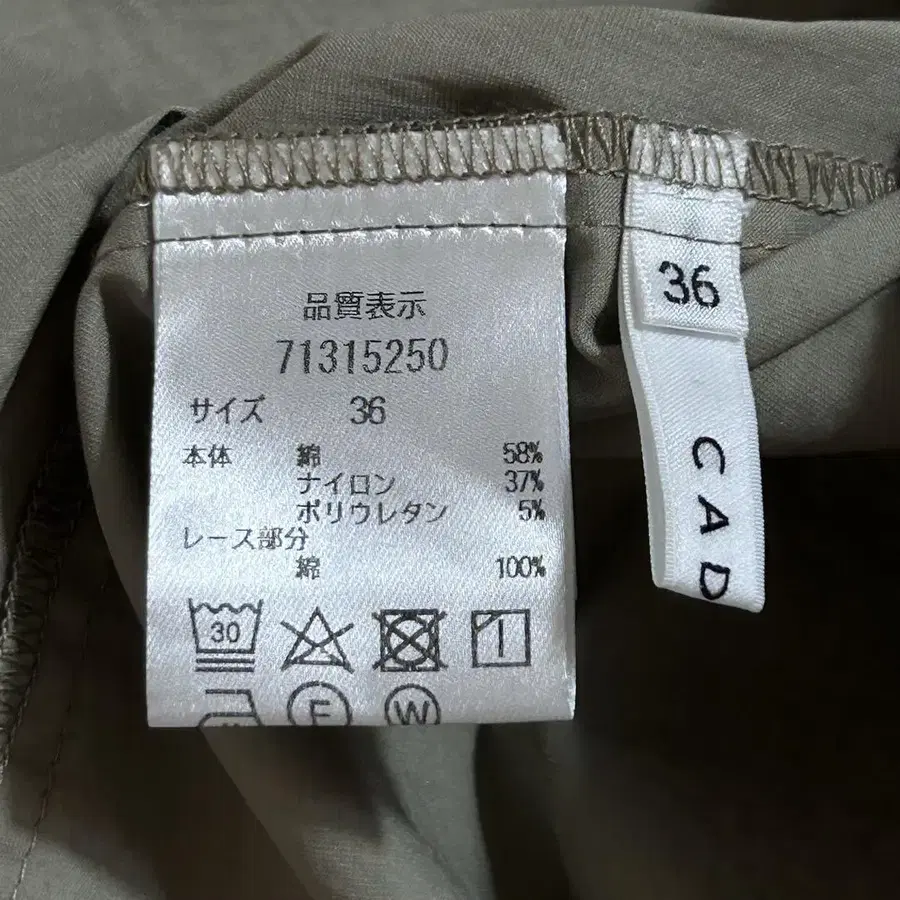 品質表示
71315250
サイズ 36
本体 綿 58%
ナイロン 37%
ポリウレタン 5%
レース部分
綿 100%
30
F
W
36
CAD